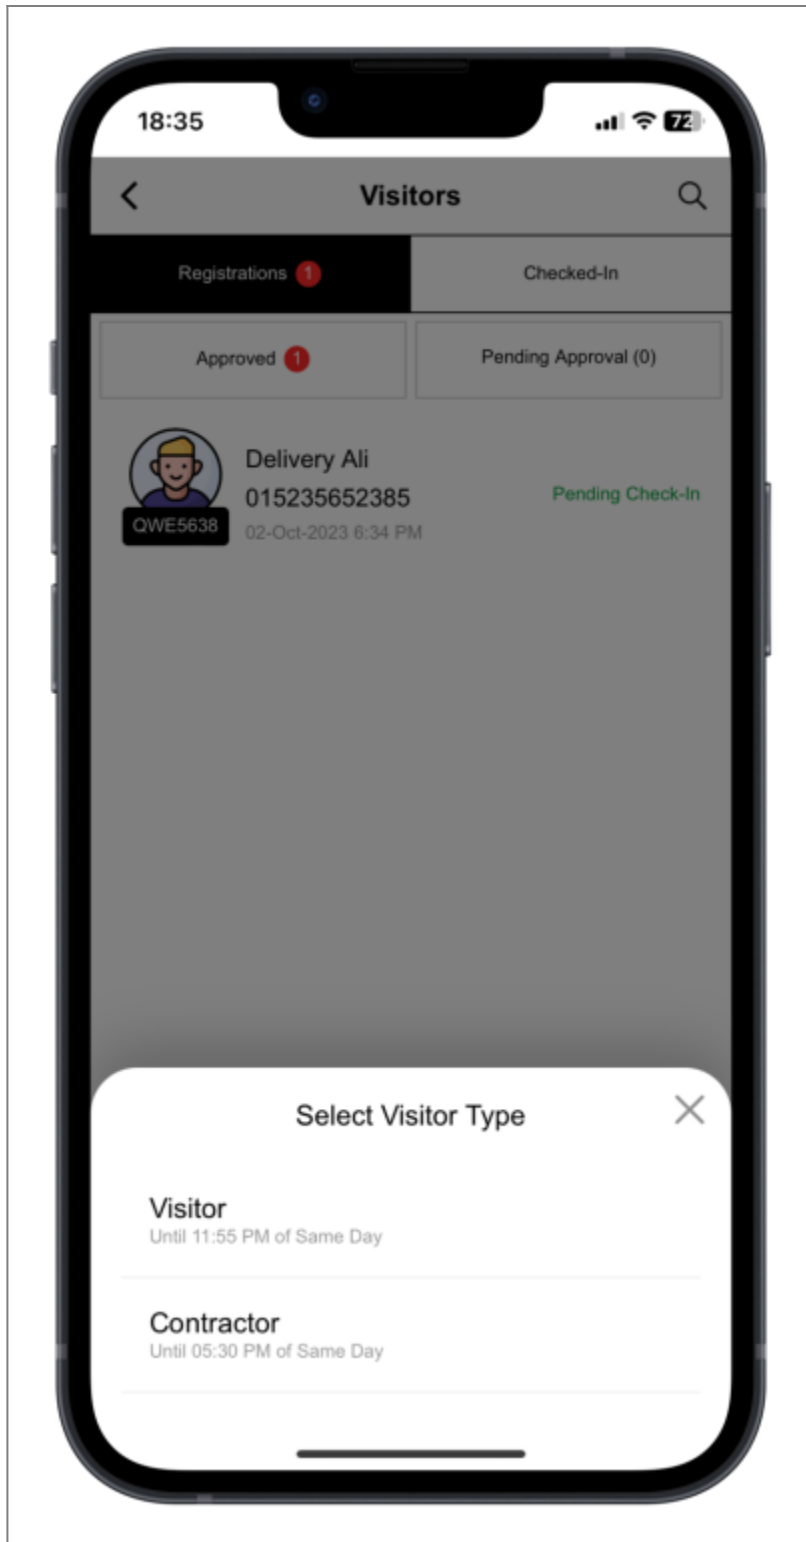 18:35
72
Visitors
Registrations 1
Checked-In
Approved 1
Pending Approval (0)
Delivery Ali
015235652385
Pending Check-In
QWE5638
02-Oct-2023 6:34 PM
Select Visitor Type
Visitor
Until 11:55 PM of Same Day
Contractor
Until 05:30 PM of Same Day